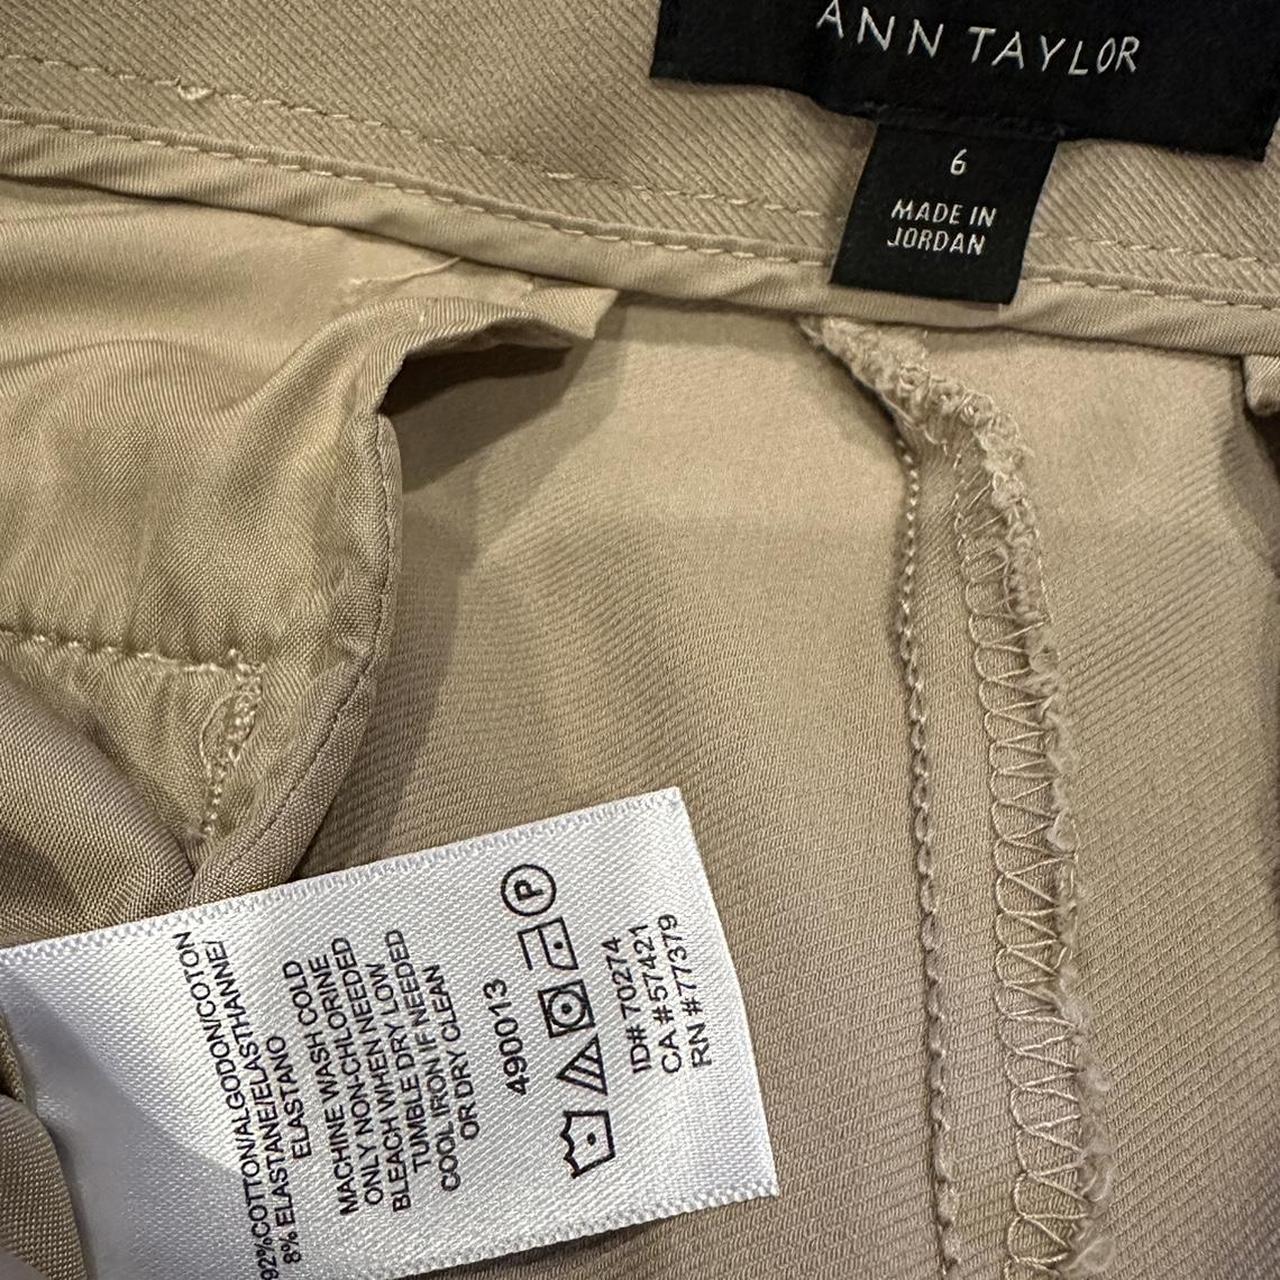 ANN TAYLOR
6
MADE IN
JORDAN
92%COTTON/ALGODON/COTON
8% ELASTANE/ELASTHANNE/
ELASTANO
MACHINE WASH COLD
ONLY NON-CHLORINE
BLEACH WHEN NEEDED
TUMBLE DRY LOW
COOL IRON IF NEEDED
OR DRY CLEAN
490013
P
ID# 70274
CA #57421
RN #77379